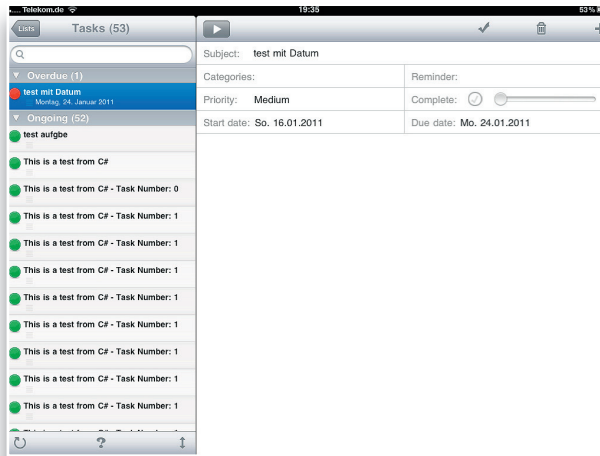 Telekom.de 19:35 53%
Lists Tasks (53)
Overdue (1)
test mit Datum
Montag, 24. Januar 2011
Ongoing (52)
test aufgbe
This is a test from C#
This is a test from C# - Task Number: 0
This is a test from C# - Task Number: 1
This is a test from C# - Task Number: 1
This is a test from C# - Task Number: 1
This is a test from C# - Task Number: 1
This is a test from C# - Task Number: 1
This is a test from C# - Task Number: 1
This is a test from C# - Task Number: 1
This is a test from C# - Task Number: 1
?
Subject: test mit Datum
Categories: Reminder:
Priority: Medium Complete:
Start date: So. 16.01.2011 Due date: Mo. 24.01.2011